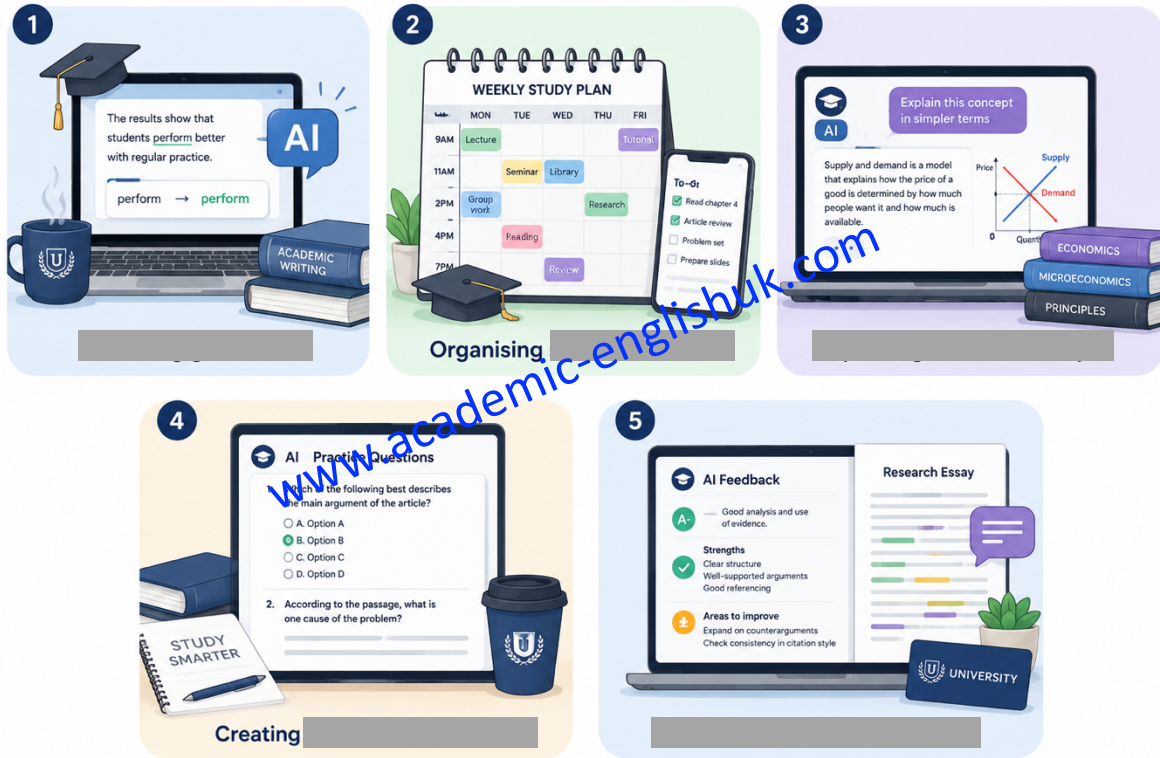 1
The results show that
students perform better
with regular practice.
perform → perform
AI
ACADEMIC
WRITING
2
WEEKLY STUDY PLAN
MON TUE WED THU FRI
9AM Lecture Tutorial
11AM Seminar Library
2PM Group work Research
4PM Reading
7PM Review
Read chapter 4
Article review
Problem set
Prepare slides
Organising
3
Explain this concept
in simpler terms
AI
Supply and demand is a model
that explains how the price of a
good is determined by how much
people want it and how much is
available.
Price
Supply
Demand
0
ECONOMICS
MICROECONOMICS
PRINCIPLES
www.academic-englishuk.com
4
AI Practice Questions
1. Which of the following best describes
the main argument of the article?
A. Option A
B. Option B
C. Option C
D. Option D
2. According to the passage, what is
one cause of the problem?
STUDY
SMARTER
Creating
5
AI Feedback
A-
Good analysis and use
of evidence.
Strengths
Clear structure
Well-supported arguments
Good referencing
Areas to improve
Expand on counterarguments
Check consistency in citation style
Research Essay
UNIVERSITY